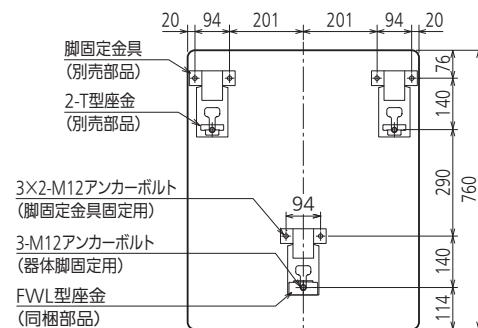 20 94 201 201 94 20
脚固定金具
(別売部品)
2-T型座金
(別売部品)
76
140
290
760
3×2-M12アンカーボルト
(脚固定金具固定用)
94
3-M12アンカーボルト
(器体脚固定用)
140
FWL型座金
(同梱部品)
114